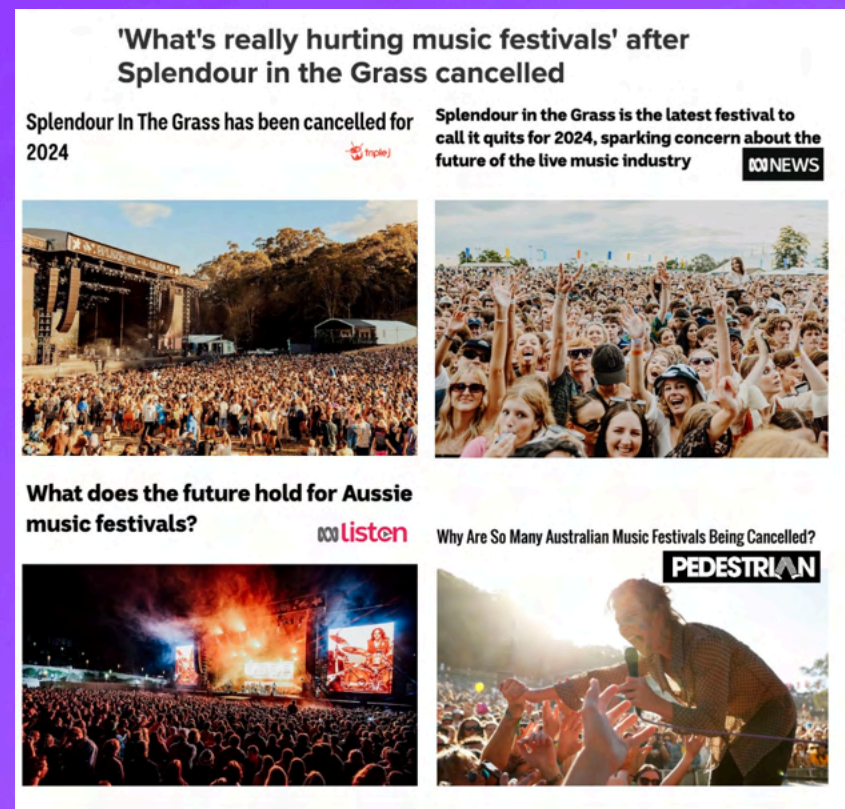 'What's really hurting music festivals' after
Splendour in the Grass cancelled
Splendour In The Grass has been cancelled for
2024
triple j
Splendour in the Grass is the latest festival to
call it quits for 2024, sparking concern about the
future of the live music industry
ABC NEWS
What does the future hold for Aussie
music festivals?
ABC listen
Why Are So Many Australian Music Festivals Being Cancelled?
PEDESTRIAN